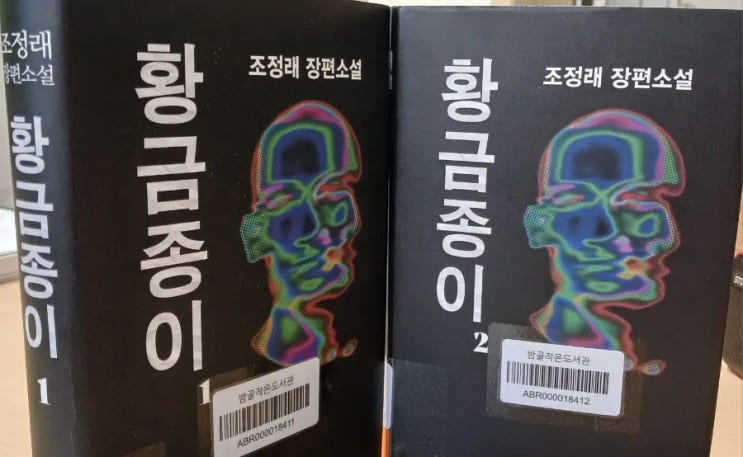 조정래
장편소설
황금종이
1
조정래 장편소설
황금종이
1
밤골작은도서관
ABR000018411
조정래 장편소설
황금종이
2
밤골작은도서관
ABR000018412